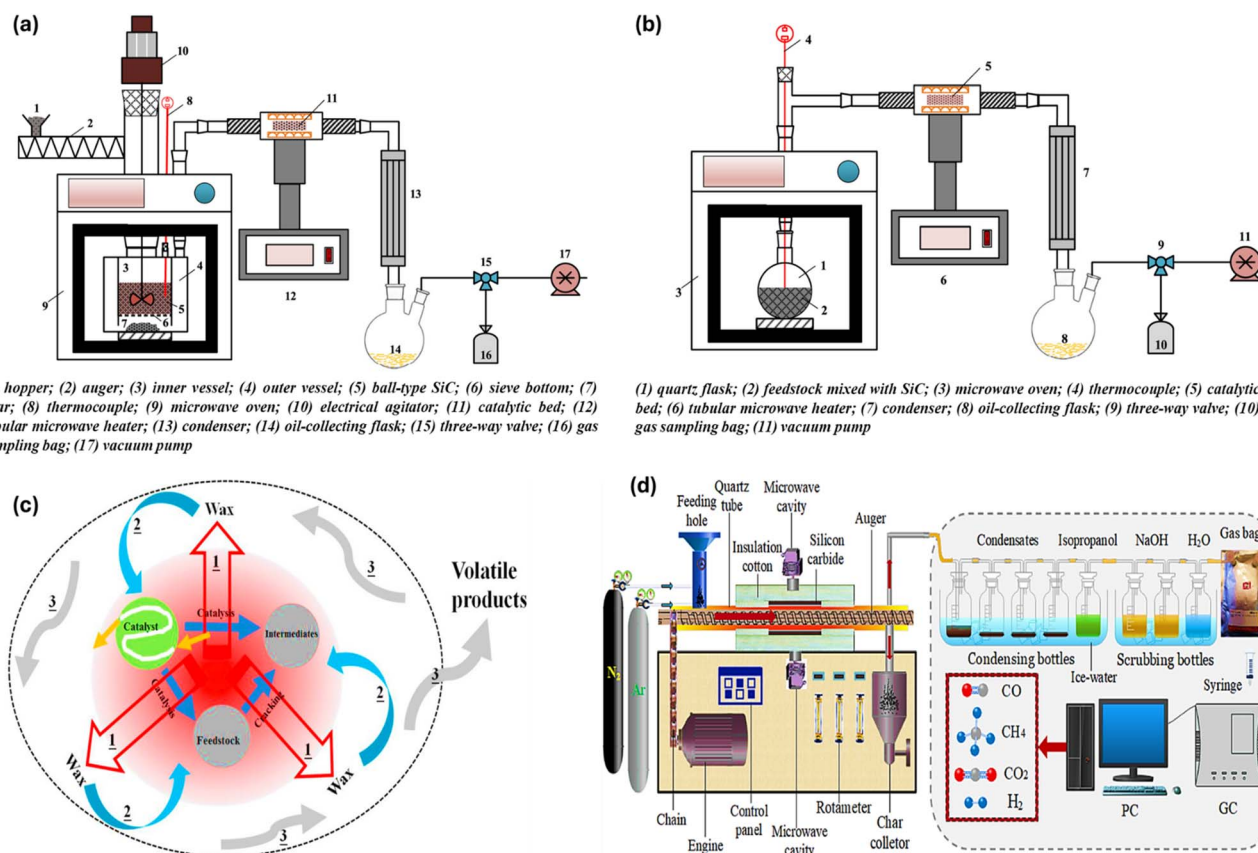 (a)
10
1
2
8
11
13
3
4
9
5
7
6
12
14
15
16
17
hopper; (2) auger; (3) inner vessel; (4) outer vessel; (5) ball-type SiC; (6) sieve bottom; (7)
ar; (8) thermocouple; (9) microwave oven; (10) electrical agitator; (11) catalytic bed; (12)
bular microwave heater; (13) condenser; (14) oil-collecting flask; (15) three-way valve; (16) gas
mpling bag; (17) vacuum pump
(b)
4
5
7
1
2
3
6
8
9
10
11
(1) quartz flask; (2) feedstock mixed with SiC; (3) microwave oven; (4) thermocouple; (5) catalytic
bed; (6) tubular microwave heater; (7) condenser; (8) oil-collecting flask; (9) three-way valve; (10)
gas sampling bag; (11) vacuum pump
(c)
Wax
2
1
3
3
Volatile
products
Catalyst
Catalysis
Intermediates
Catalysis
Cracking
Feedstock
3
2
1
1
Wax
Wax
2
3
(d)
Feeding
hole
Quartz
tube
Microwave
cavity
Auger
Insulation
cotton
Silicon
carbide
N2
Ar
Chain
Engine
Control
panel
Microwave
cavity
Rotameter
Char
colletor
Condensates
Isopropanol
NaOH
H2O
Gas bag
Condensing bottles
Scrubbing bottles
Ice-water
Syringe
CO
CH4
CO2
H2
PC
GC